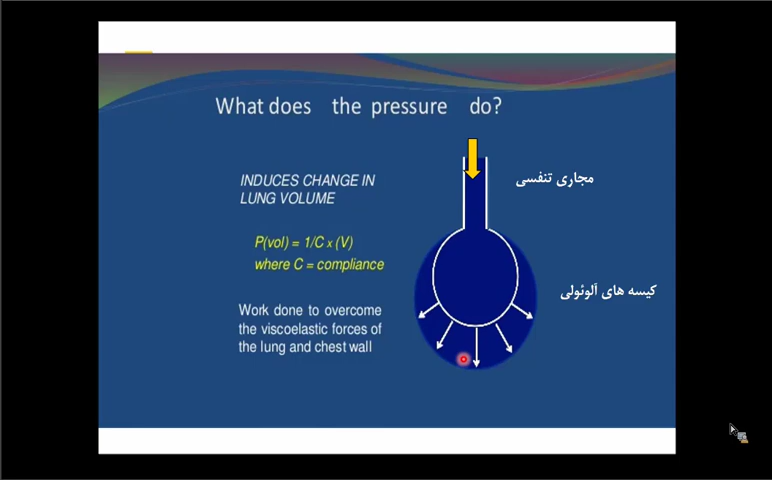 What does the pressure do?
INDUCES CHANGE IN
LUNG VOLUME
P(vol) = 1/C x (V)
where C = compliance
Work done to overcome
the viscoelastic forces of
the lung and chest wall
مجاری تنفسی
کیسه های آلوئولی